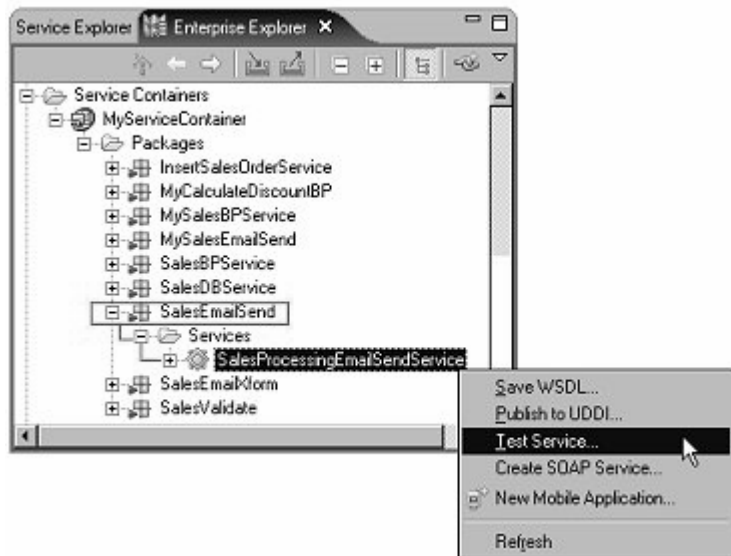 Service Explorer Enterprise Explorer
Service Containers
MyServiceContainer
Packages
InsertSalesOrderService
MyCalculateDiscountBP
MySalesBPService
MySalesEmailSend
SalesBPService
SalesDBService
SalesEmailSend
Services
SalesProcessingEmailSendService
SalesEmailXform
SalesValidate
Save WSDL...
Publish to UDDI...
Test Service...
Create SOAP Service...
New Mobile Application...
Refresh